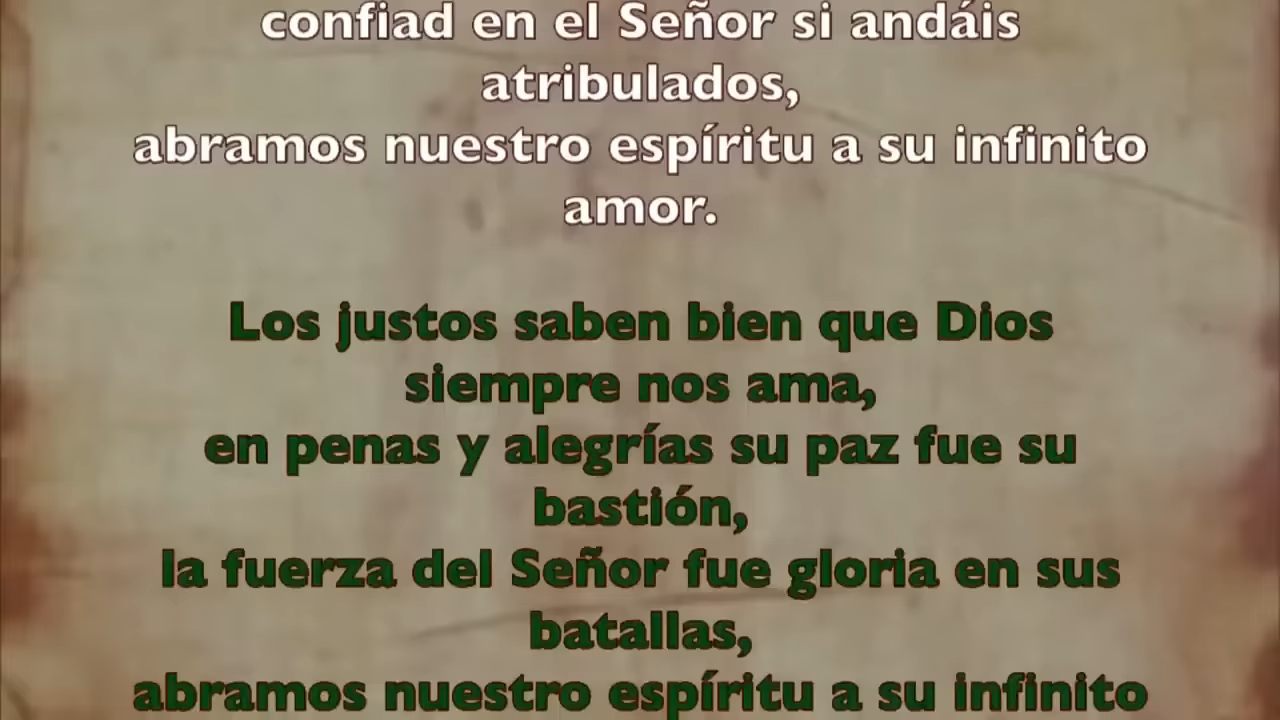 confiad en el Señor si andáis
atribulados,
abramos nuestro espíritu a su infinito
amor.
Los justos saben bien que Dios
siempre nos ama,
en penas y alegrías su paz fue su
bastión,
la fuerza del Señor fue gloria en sus
batallas,
abramos nuestro espíritu a su infinito